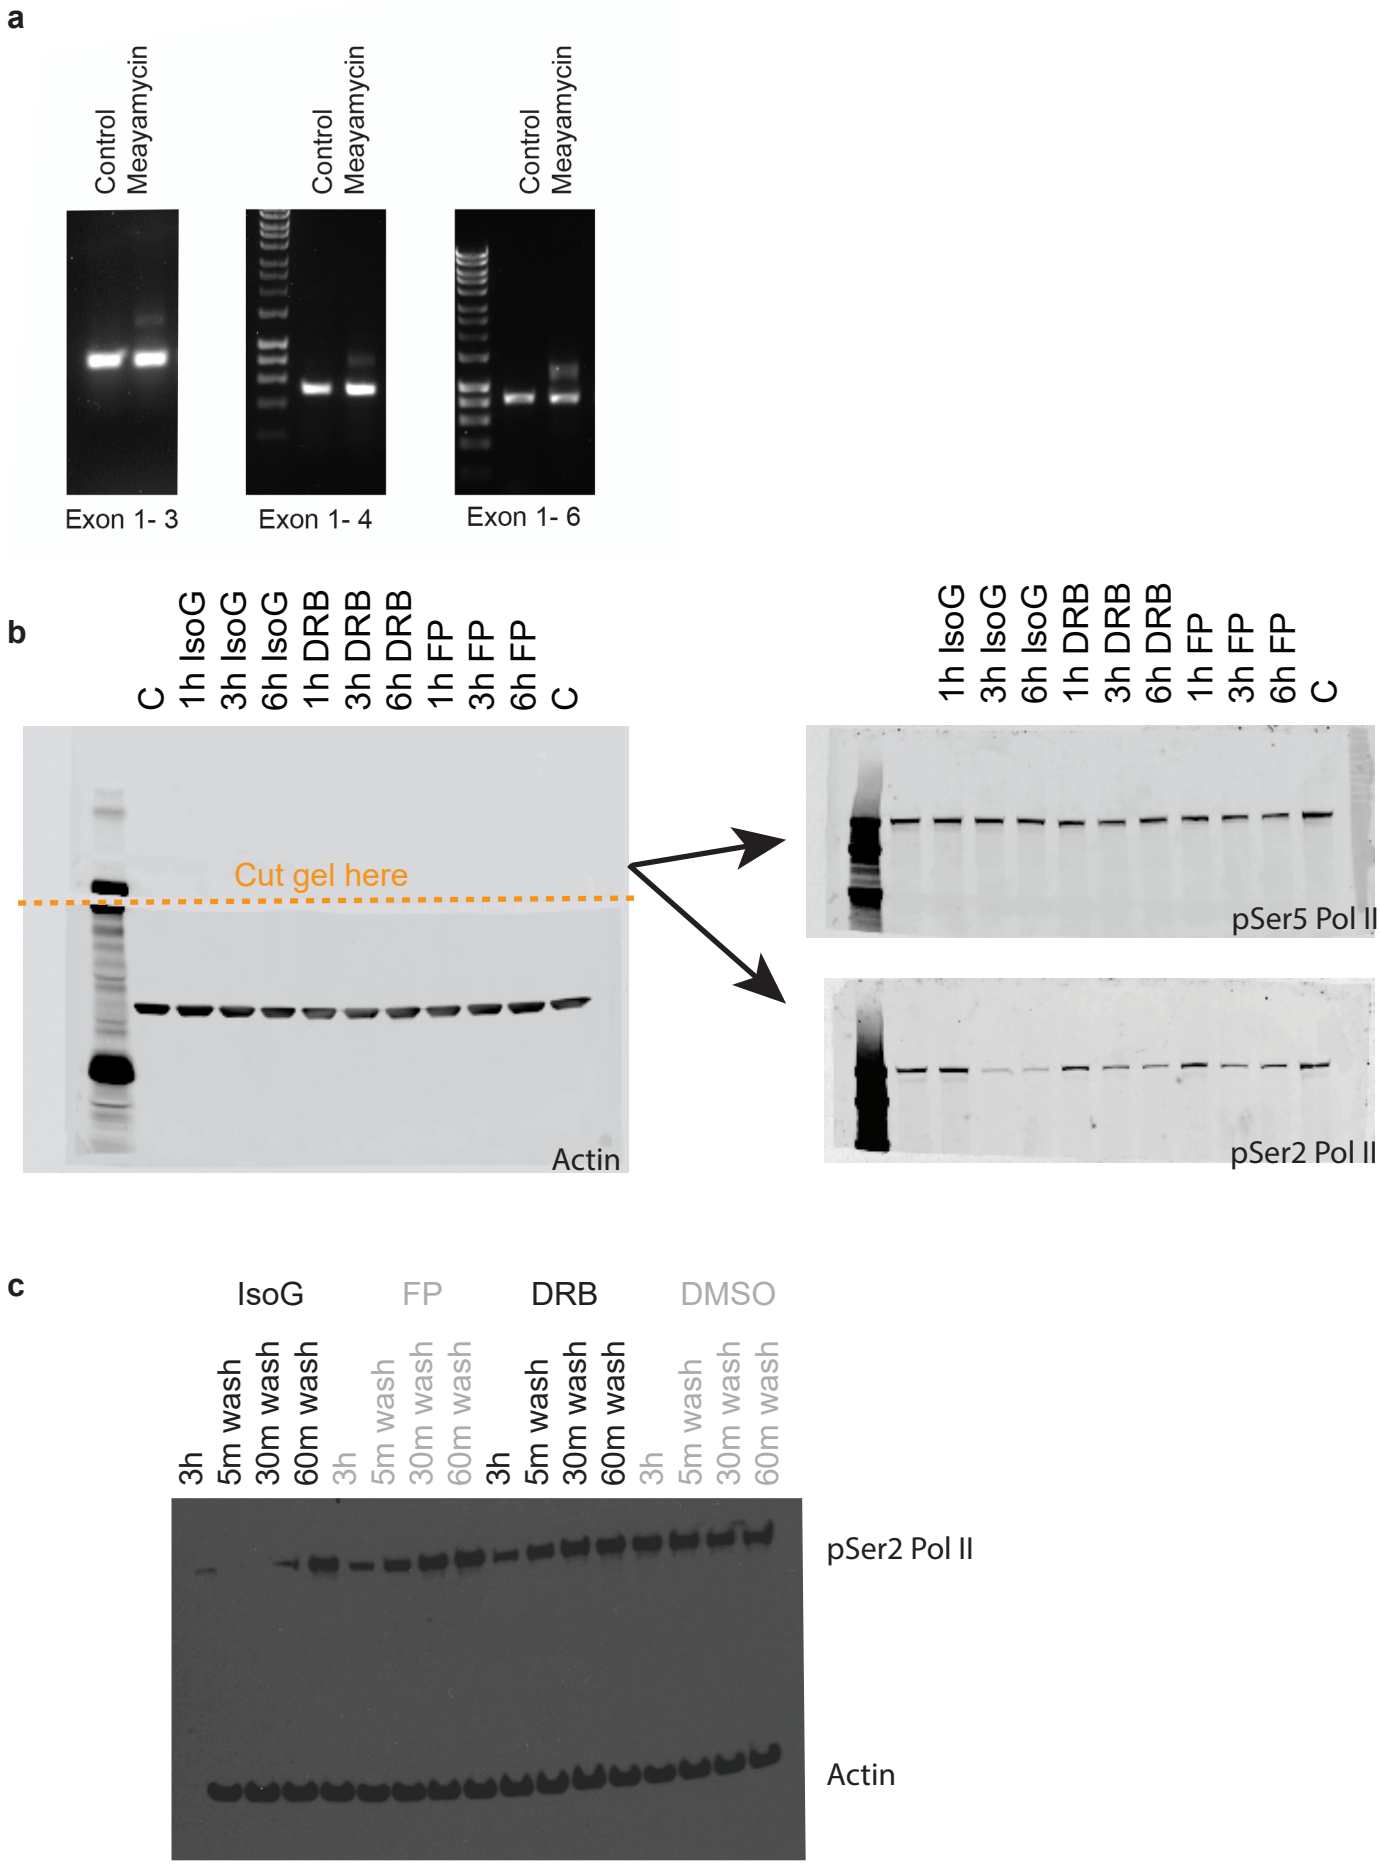 a
Control
Meayamycin
Control
Meayamycin
Control
Meayamycin
Exon 1- 3
Exon 1- 4
Exon 1- 6
b
C
1h IsoG
3h IsoG
6h IsoG
1h DRB
3h DRB
6h DRB
1h FP
3h FP
6h FP
C
Cut gel here
Actin
1h IsoG
3h IsoG
6h IsoG
1h DRB
3h DRB
6h DRB
1h FP
3h FP
6h FP
C
pSer5 Pol II
pSer2 Pol II
c
IsoG
FP
DRB
DMSO
3h
5m wash
30m wash
60m wash
3h
5m wash
30m wash
60m wash
3h
5m wash
30m wash
60m wash
3h
5m wash
30m wash
60m wash
pSer2 Pol II
Actin